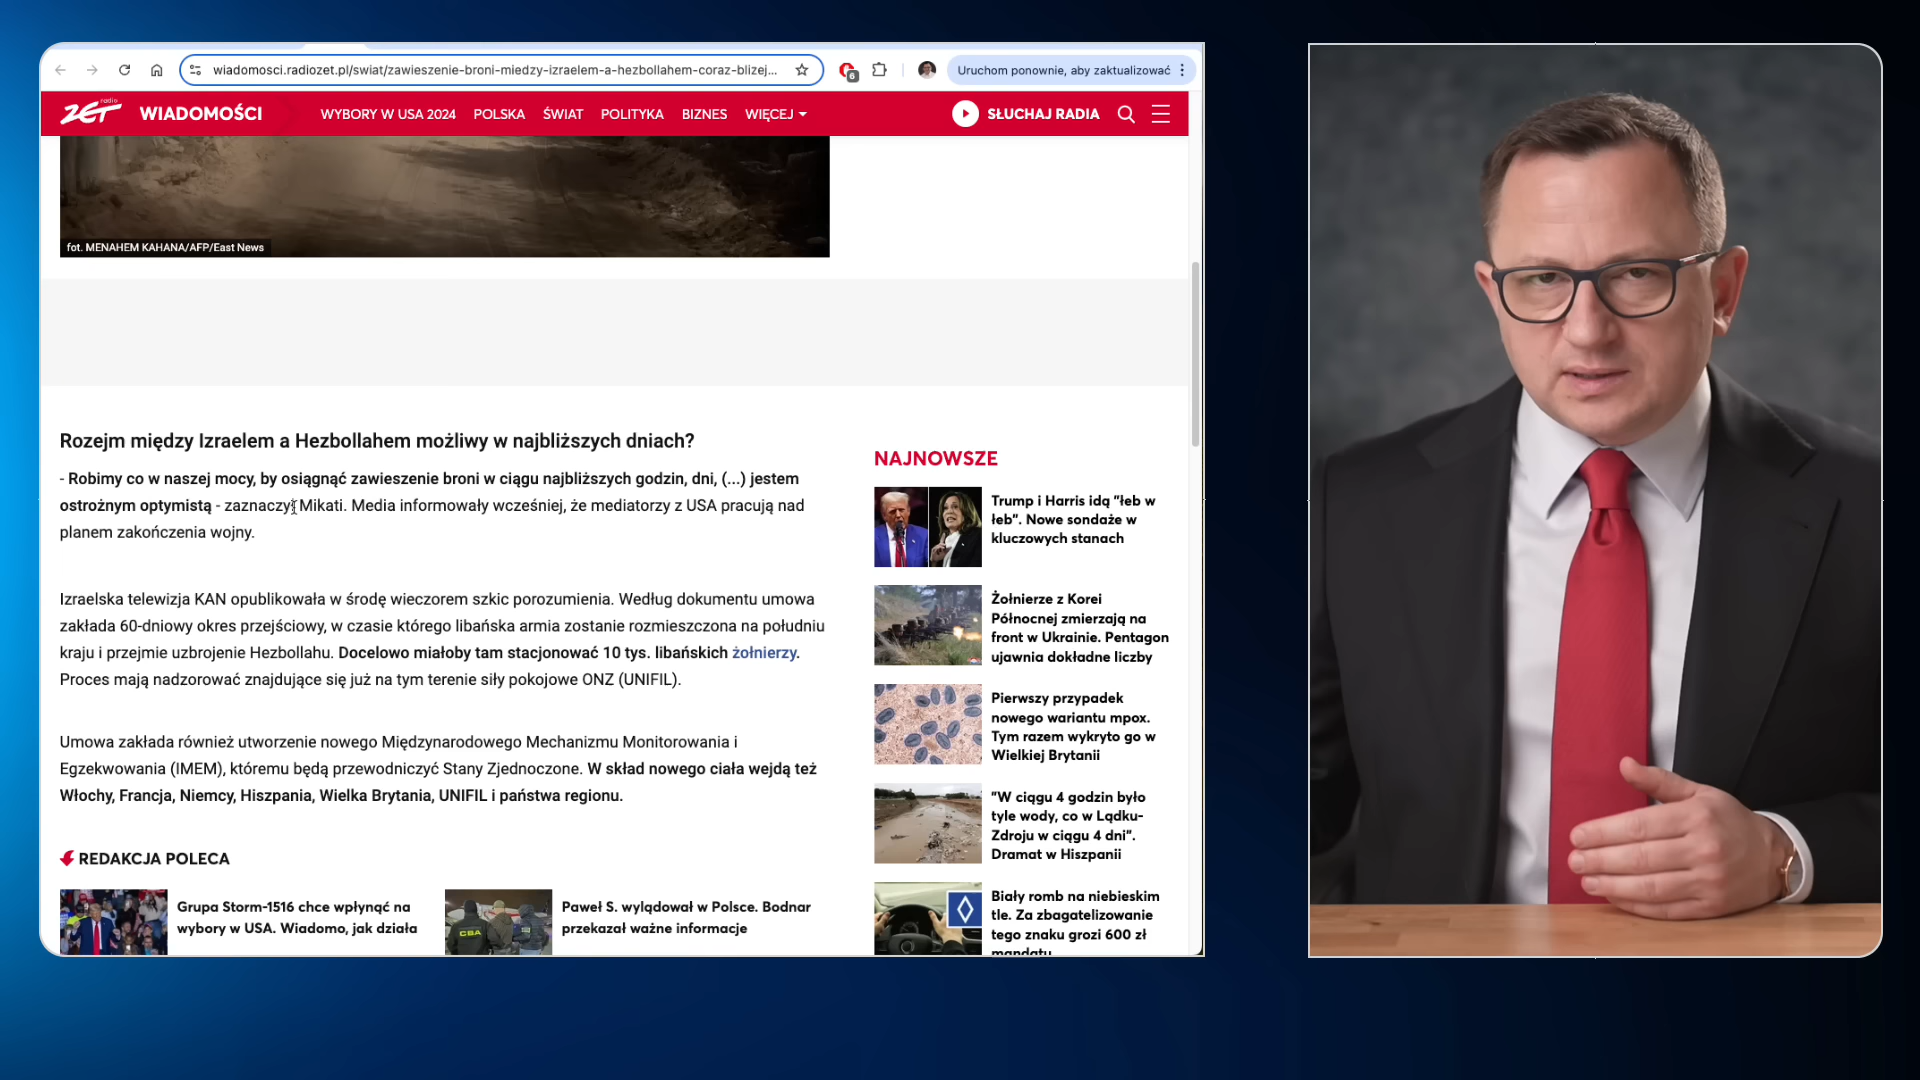 wiadomosci.radiozet.pl/swiat/zawieszenie-broni-miedzy-izraelem-a-hezbollahem-coraz-blizej...
6
Uruchom ponownie, aby zaktualizować
radio
ZET
WIADOMOŚCI
WYBORY W USA 2024
POLSKA
ŚWIAT
POLITYKA
BIZNES
WIĘCEJ
SŁUCHAJ RADIA
fot. MENAHEM KAHANA/AFP/East News
Rozejm między Izraelem a Hezbollahem możliwy w najbliższych dniach?
- Robimy co w naszej mocy, by osiągnąć zawieszenie broni w ciągu najbliższych godzin, dni, (...) jestem
ostrożnym optymistą - zaznaczył Mikati. Media informowały wcześniej, że mediatorzy z USA pracują nad
planem zakończenia wojny.
Izraelska telewizja KAN opublikowała w środę wieczorem szkic porozumienia. Według dokumentu umowa
zakłada 60-dniowy okres przejściowy, w czasie którego libańska armia zostanie rozmieszczona na południu
kraju i przejmie uzbrojenie Hezbollahu. Docelowo miałoby tam stacjonować 10 tys. libańskich żołnierzy.
Proces mają nadzorować znajdujące się już na tym terenie siły pokojowe ONZ (UNIFIL).
Umowa zakłada również utworzenie nowego Międzynarodowego Mechanizmu Monitorowania i
Egzekwowania (IMEM), któremu będą przewodniczyć Stany Zjednoczone. W skład nowego ciała wejdą też
Włochy, Francja, Niemcy, Hiszpania, Wielka Brytania, UNIFIL i państwa regionu.
REDAKCJA POLECA
Grupa Storm-1516 chce wpłynąć na
wybory w USA. Wiadomo, jak działa
CBA
Paweł S. wylądował w Polsce. Bodnar
przekazał ważne informacje
NAJNOWSZE
Trump i Harris idą "łeb w
łeb". Nowe sondaże w
kluczowych stanach
Żołnierze z Korei
Północnej zmierzają na
front w Ukrainie. Pentagon
ujawnia dokładne liczby
Pierwszy przypadek
nowego wariantu mpox.
Tym razem wykryto go w
Wielkiej Brytanii
"W ciągu 4 godzin było
tyle wody, co w Lądku-
Zdroju w ciągu 4 dni".
Dramat w Hiszpanii
Biały romb na niebieskim
tle. Za zbagatelizowanie
tego znaku grozi 600 zł
mandatu